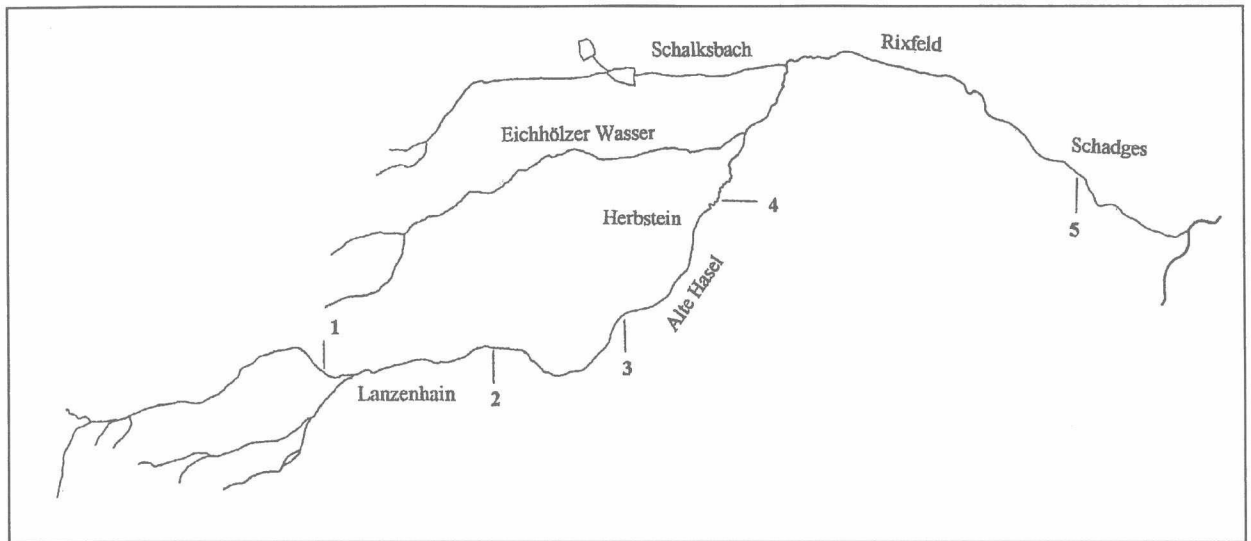 Schalksbach
Rixfeld
Eichhölzer Wasser
Schadges
Herbstein
4
5
Alte Hasel
1
3
Lanzenhain
2